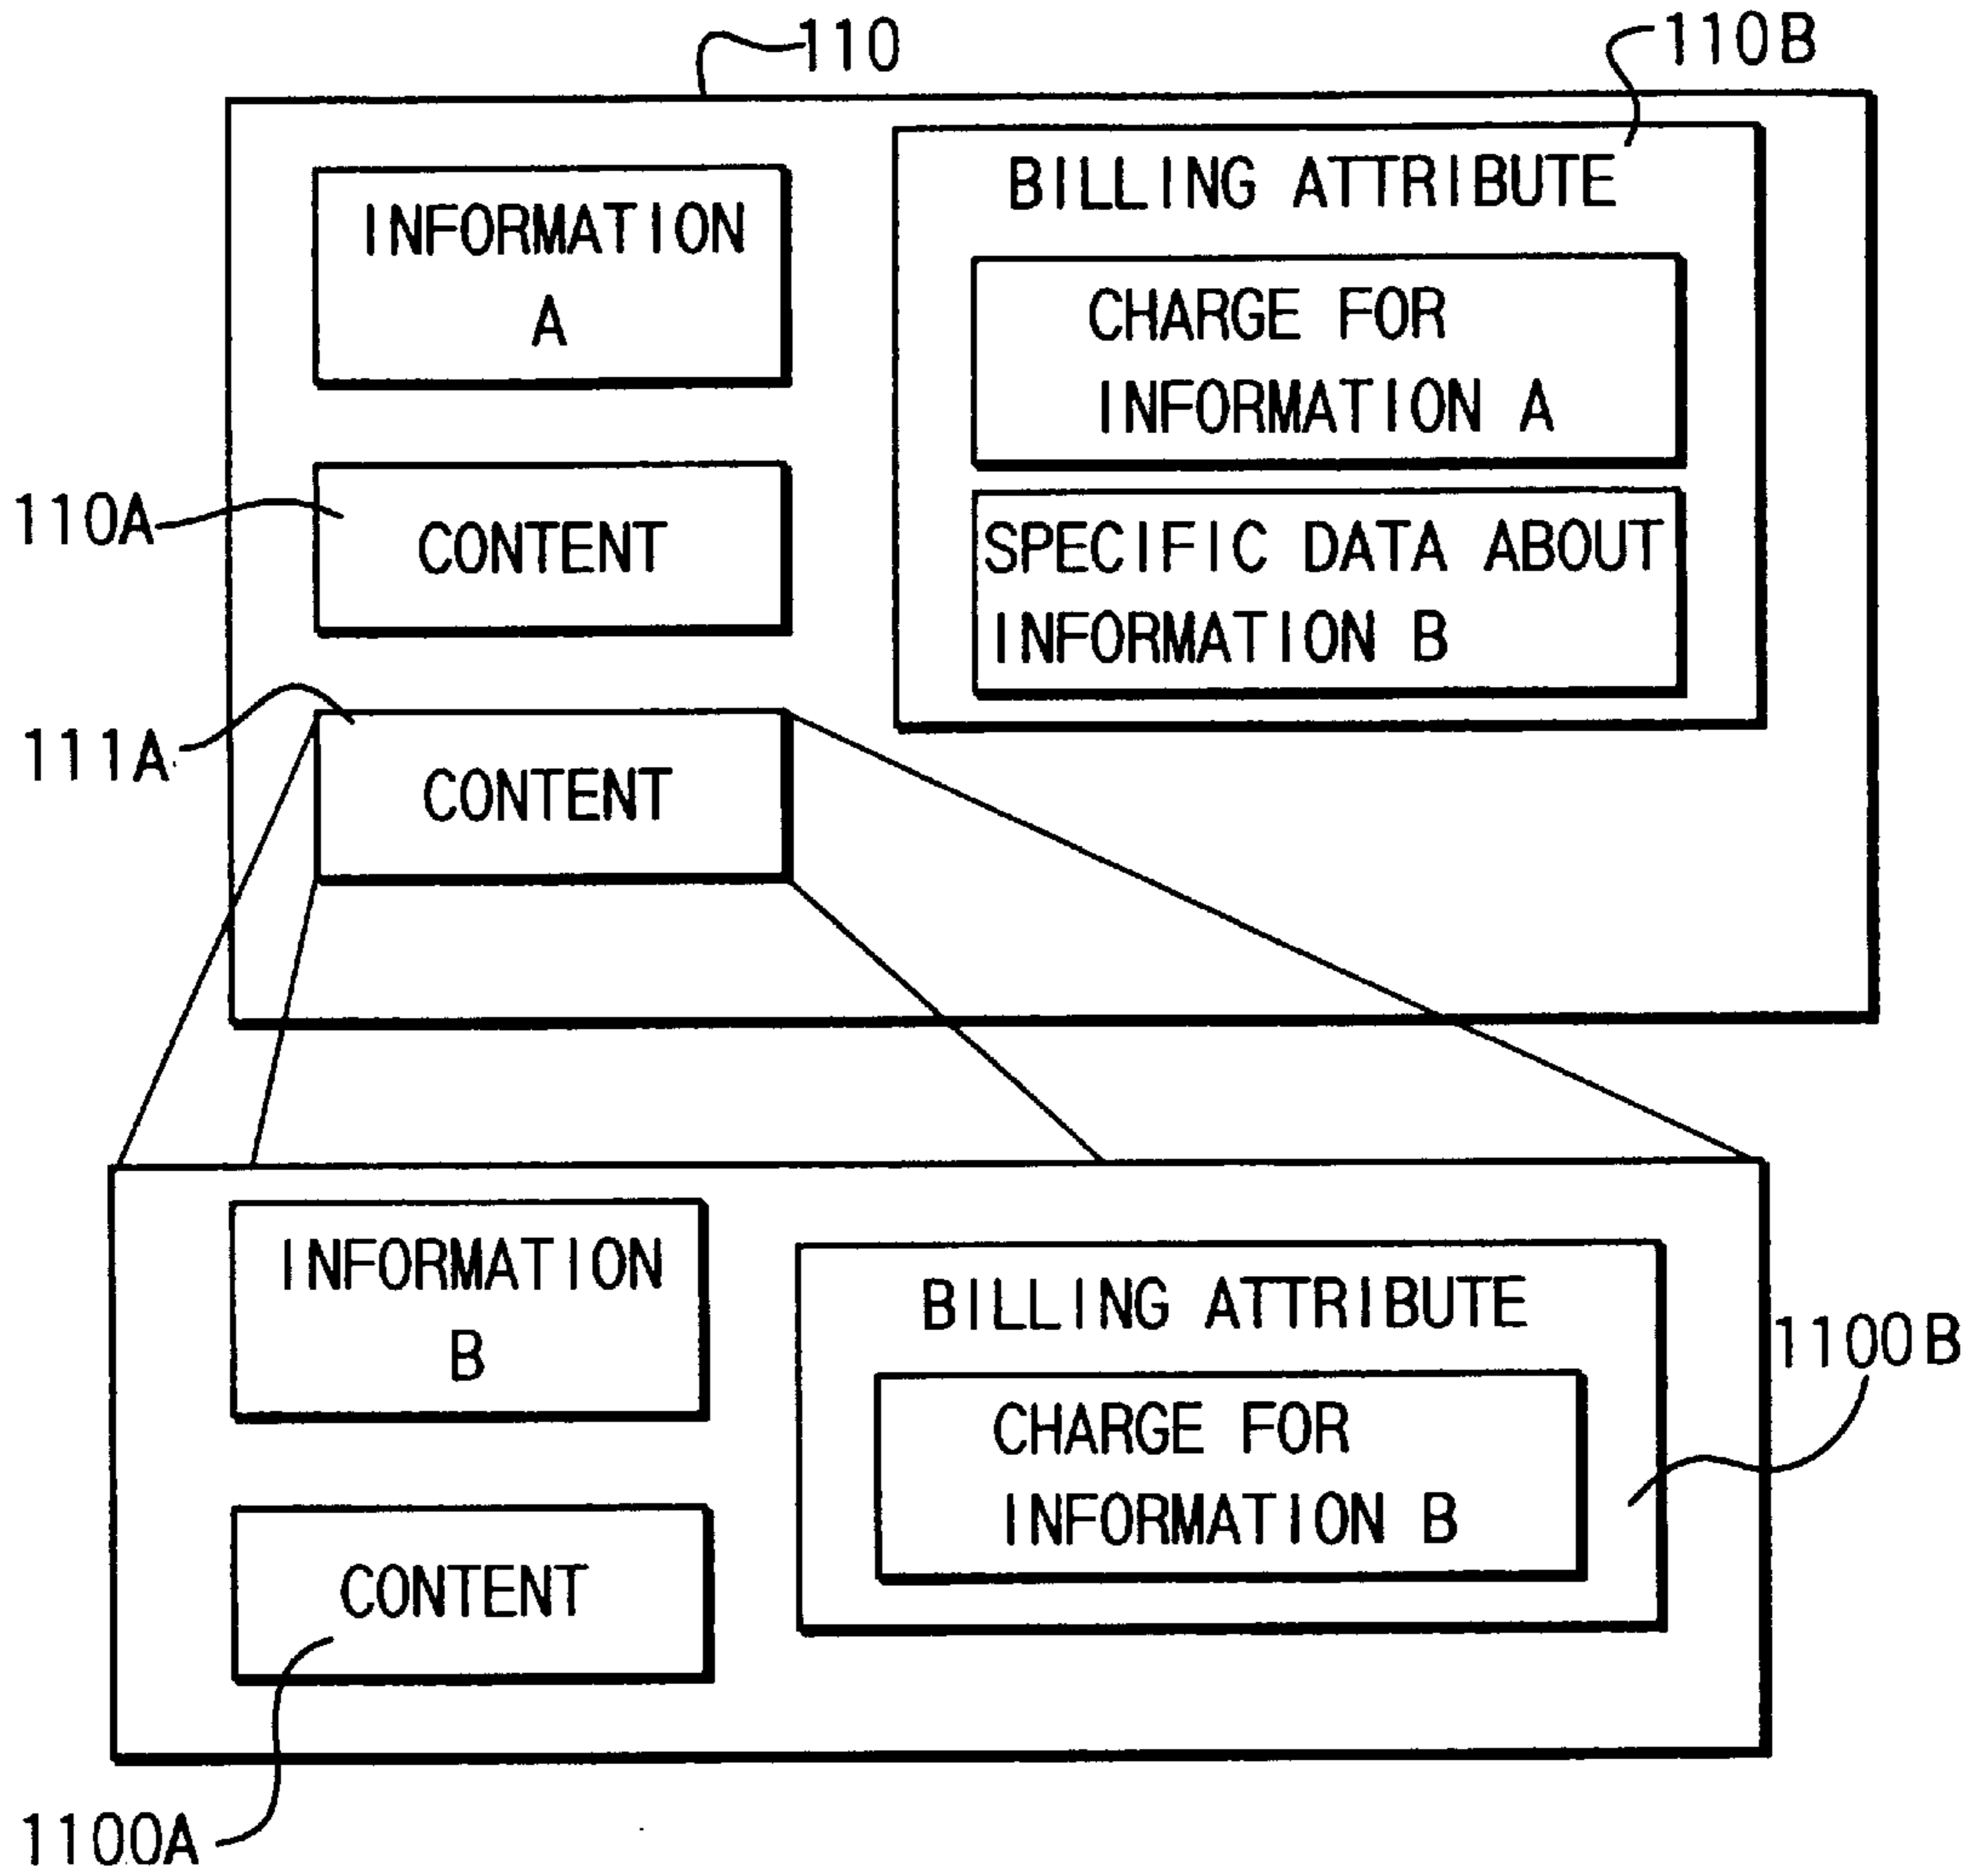 110
110B
INFORMATION
A
BILLING ATTRIBUTE
CHARGE FOR
INFORMATION A
110A
CONTENT
SPECIFIC DATA ABOUT
INFORMATION B
111A
CONTENT
INFORMATION
B
BILLING ATTRIBUTE
1100B
CHARGE FOR
INFORMATION B
CONTENT
1100A